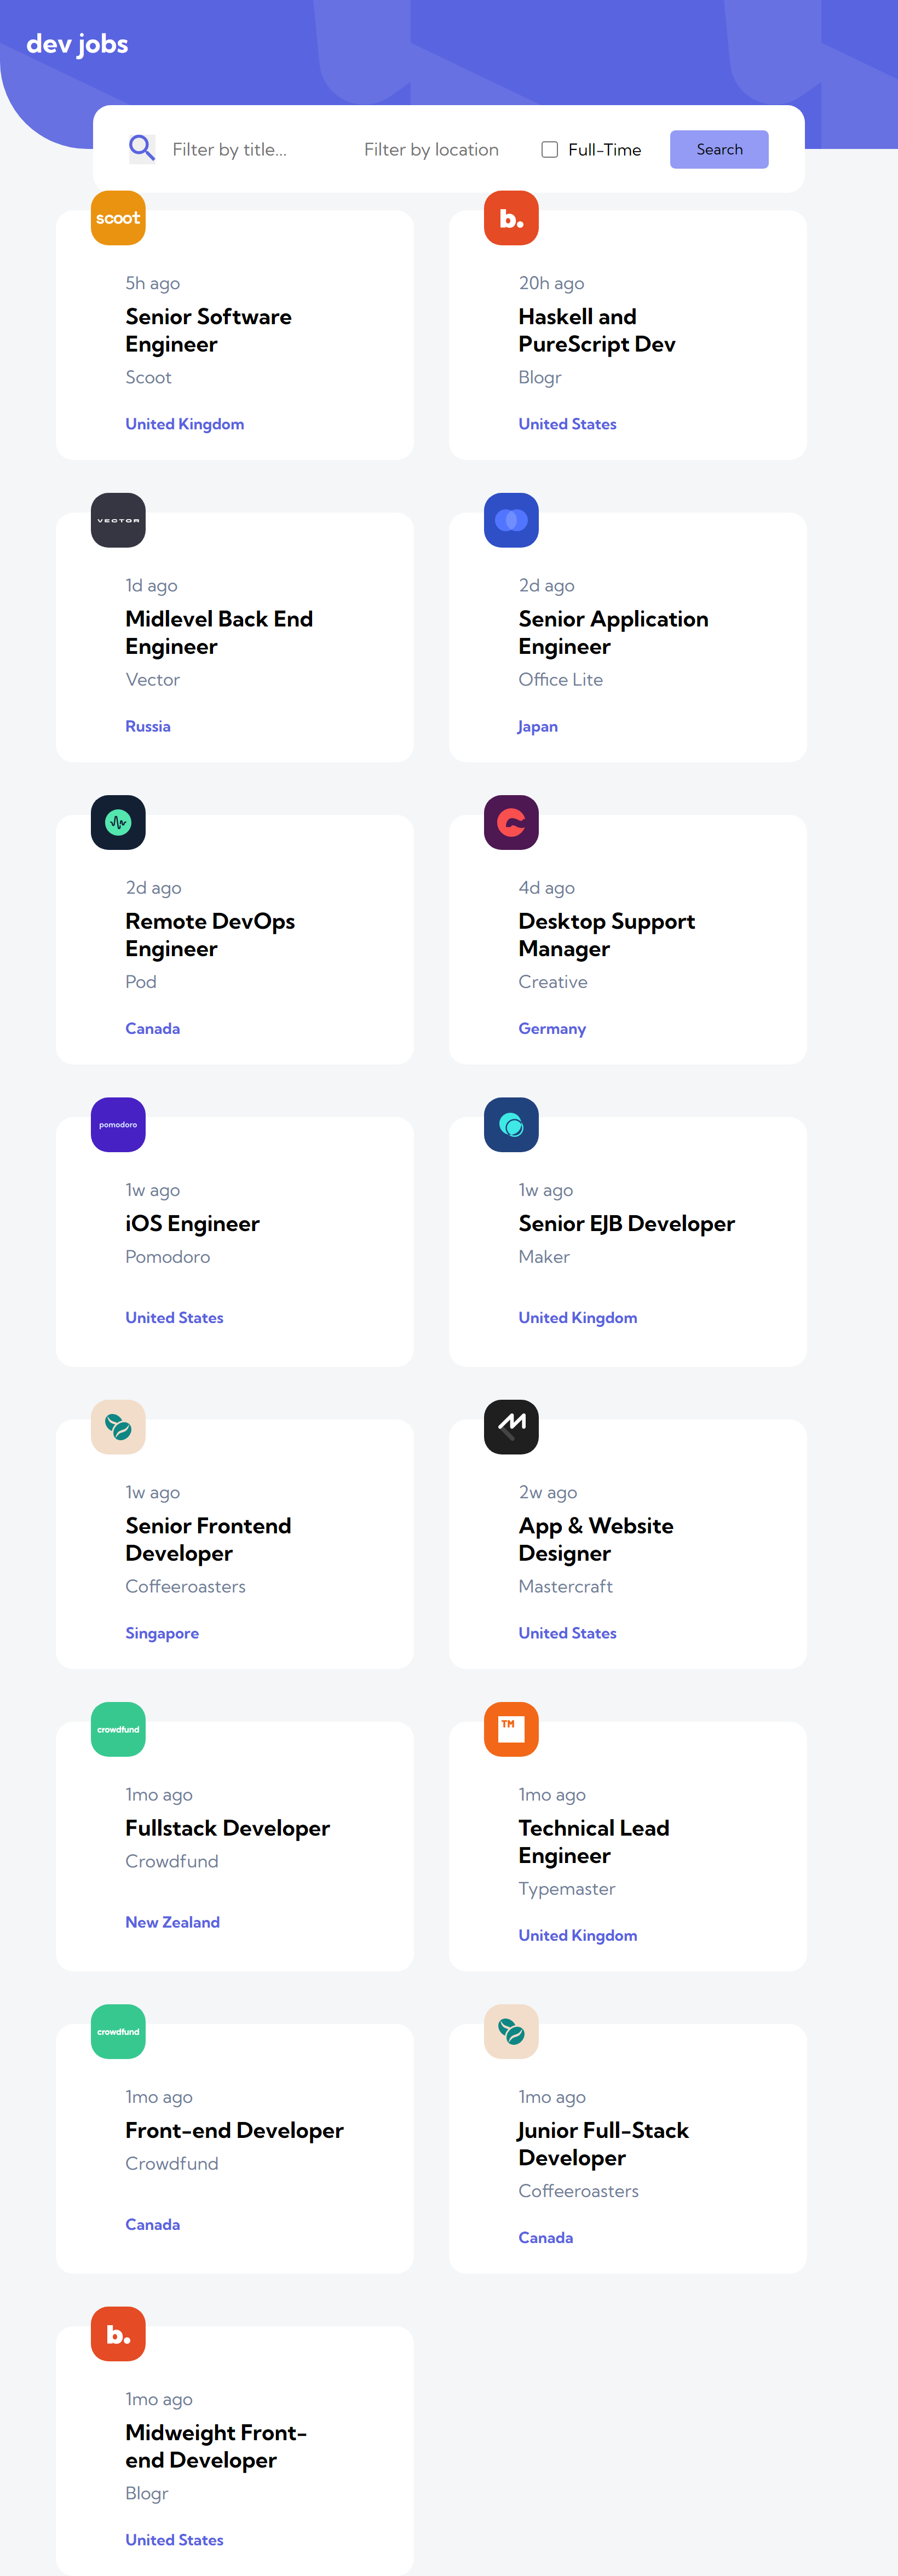 dev jobs
Filter by title...
Filter by location
Full-Time
Search
scoot
5h ago
Senior Software
Engineer
Scoot
United Kingdom
b.
20h ago
Haskell and
PureScript Dev
Blogr
United States
VECTOR
1d ago
Midlevel Back End
Engineer
Vector
Russia
2d ago
Senior Application
Engineer
Office Lite
Japan
2d ago
Remote DevOps
Engineer
Pod
Canada
4d ago
Desktop Support
Manager
Creative
Germany
pomodoro
1w ago
iOS Engineer
Pomodoro
United States
1w ago
Senior EJB Developer
Maker
United Kingdom
1w ago
Senior Frontend
Developer
Coffeeroasters
Singapore
2w ago
App & Website
Designer
Mastercraft
United States
crowdfund
1mo ago
Fullstack Developer
Crowdfund
New Zealand
TM
1mo ago
Technical Lead
Engineer
Typemaster
United Kingdom
crowdfund
1mo ago
Front-end Developer
Crowdfund
Canada
1mo ago
Junior Full-Stack
Developer
Coffeeroasters
Canada
b.
1mo ago
Midweight Front-
end Developer
Blogr
United States